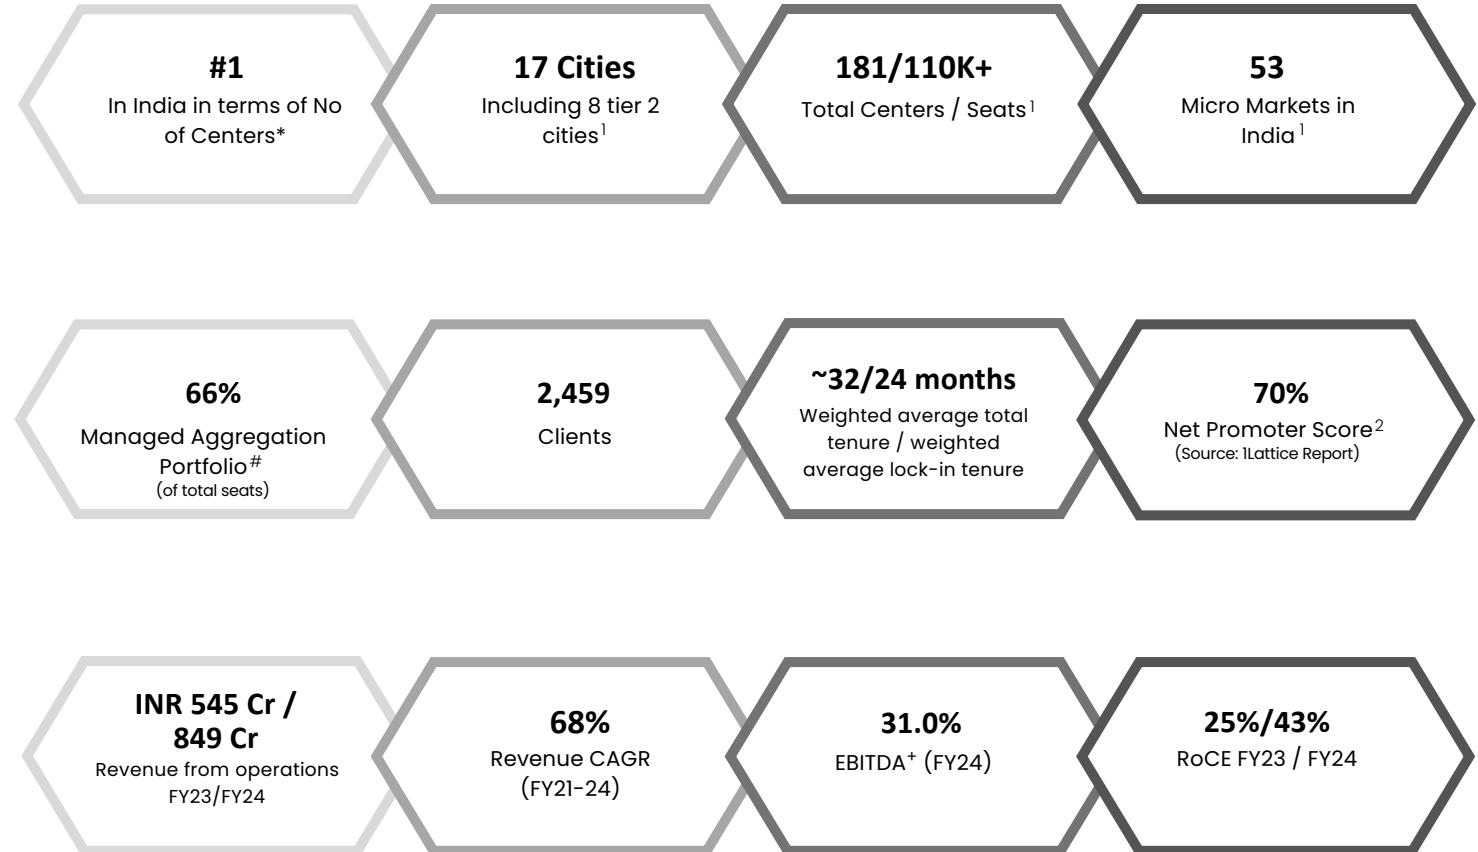 #1
In India in terms of No
of Centers*
17 Cities
Including 8 tier 2
cities1
181/110K+
Total Centers / Seats1
53
Micro Markets in
India1
66%
Managed Aggregation
Portfolio#
(of total seats)
2,459
Clients
~32/24 months
Weighted average total
tenure / weighted
average lock-in tenure
70%
Net Promoter Score2
(Source: 1Lattice Report)
INR 545 Cr /
849 Cr
Revenue from operations
FY23/FY24
68%
Revenue CAGR
(FY21-24)
31.0%
EBITDA+ (FY24)
25%/43%
RoCE FY23 / FY24